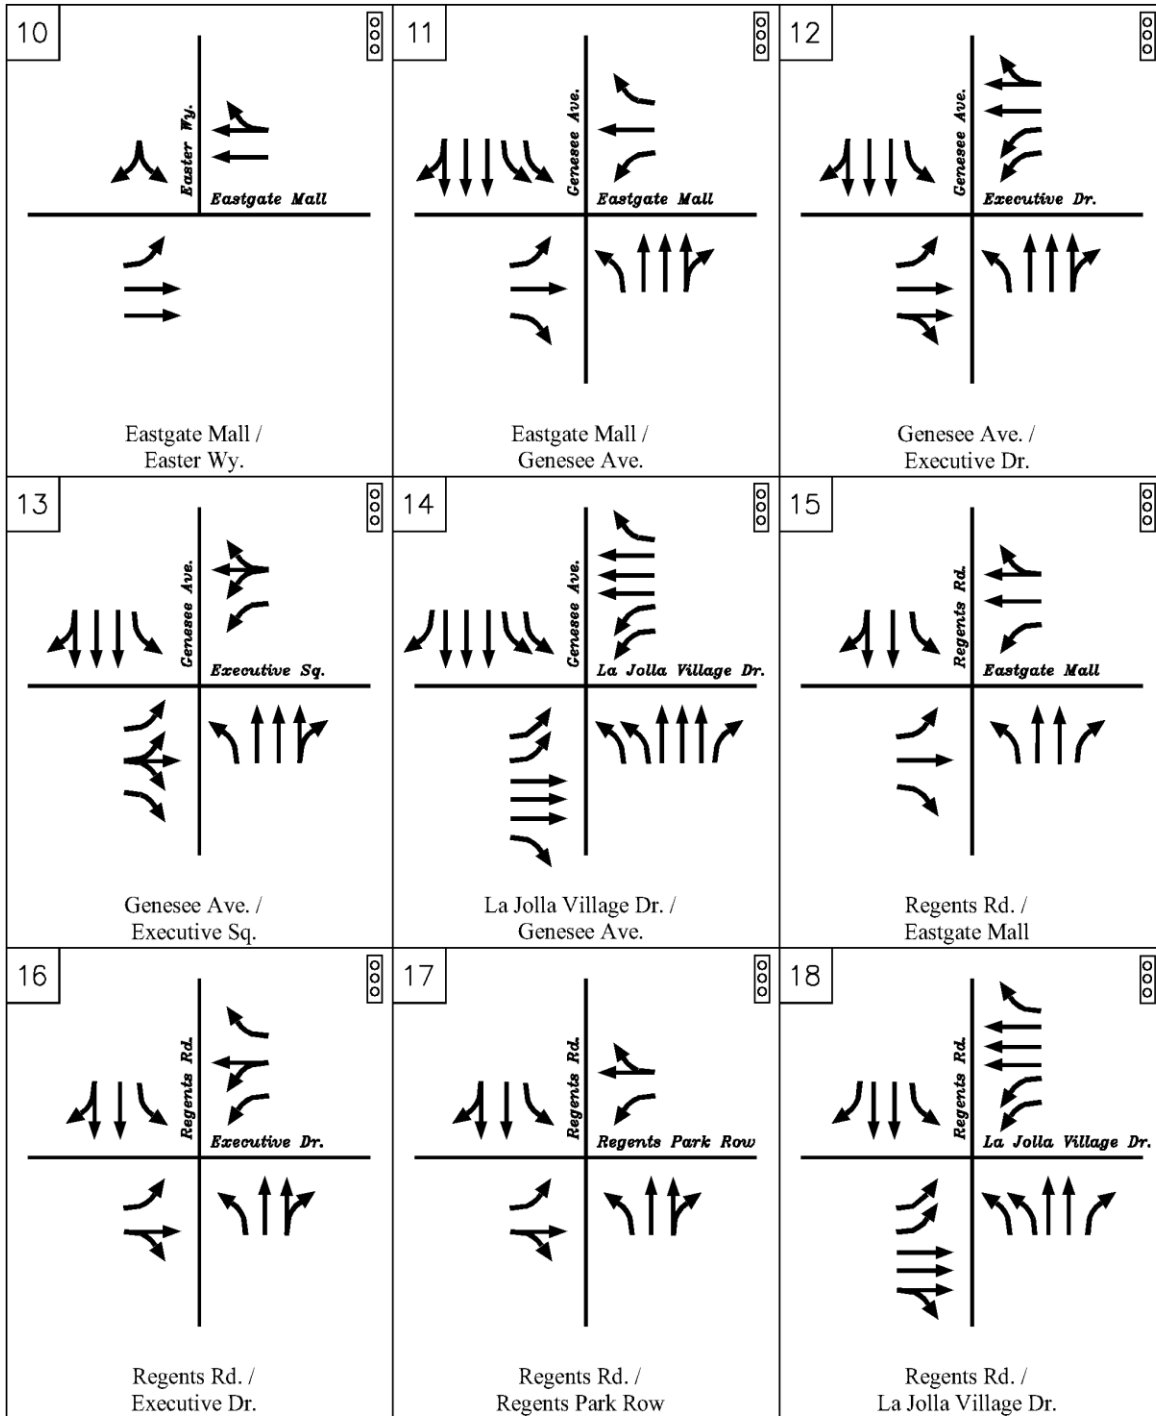 10
Easter Wy.
Eastgate Mall
Eastgate Mall /
Easter Wy.
11
Genesee Ave.
Eastgate Mall
Eastgate Mall /
Genesee Ave.
12
Genesee Ave.
Executive Dr.
Genesee Ave. /
Executive Dr.
13
Genesee Ave.
Executive Sq.
Genesee Ave. /
Executive Sq.
14
Genesee Ave.
La Jolla Village Dr.
La Jolla Village Dr. /
Genesee Ave.
15
Regents Rd.
Eastgate Mall
Regents Rd. /
Eastgate Mall
16
Regents Rd.
Executive Dr.
Regents Rd. /
Executive Dr.
17
Regents Rd.
Regents Park Row
Regents Rd. /
Regents Park Row
18
Regents Rd.
La Jolla Village Dr.
Regents Rd. /
La Jolla Village Dr.